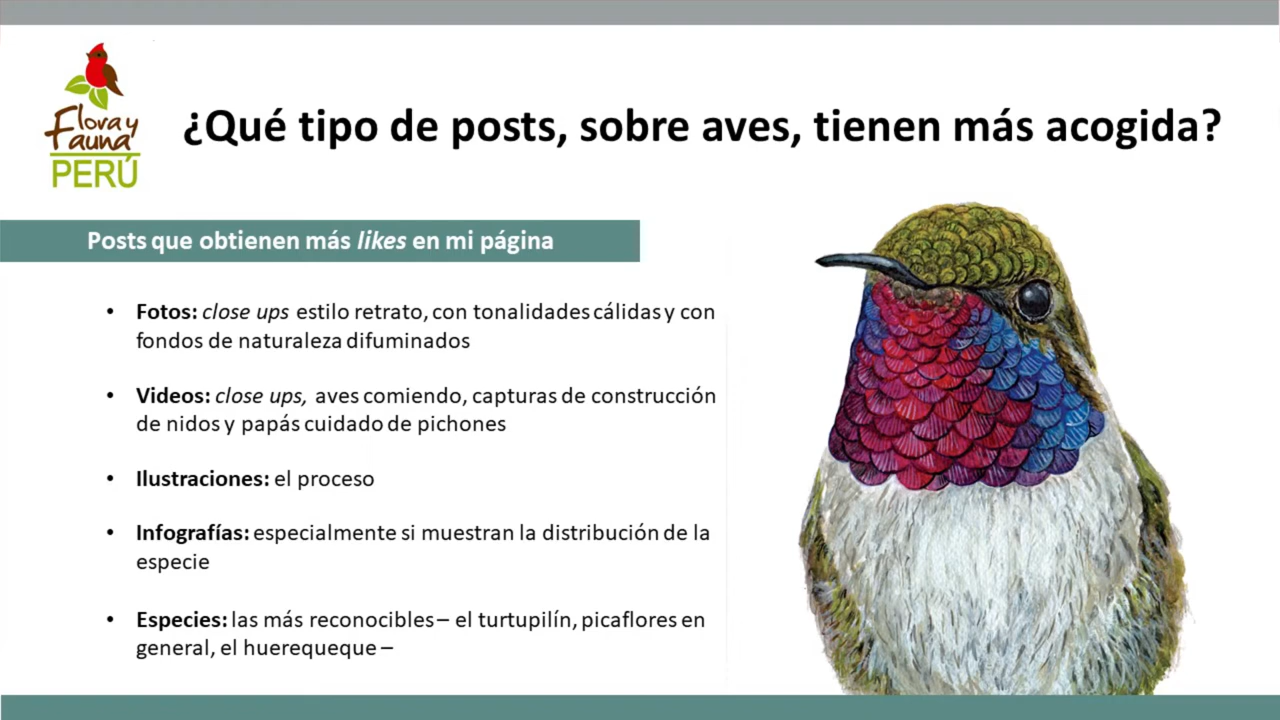 Flora y
Fauna
PERÚ
¿Qué tipo de posts, sobre aves, tienen más acogida?
Posts que obtienen más likes en mi página
• Fotos: close ups estilo retrato, con tonalidades cálidas y con
fondos de naturaleza difuminados
• Videos: close ups, aves comiendo, capturas de construcción
de nidos y papás cuidado de pichones
• Ilustraciones: el proceso
• Infografías: especialmente si muestran la distribución de la
especie
• Especies: las más reconocibles – el turtupilín, picaflores en
general, el huerequeque –